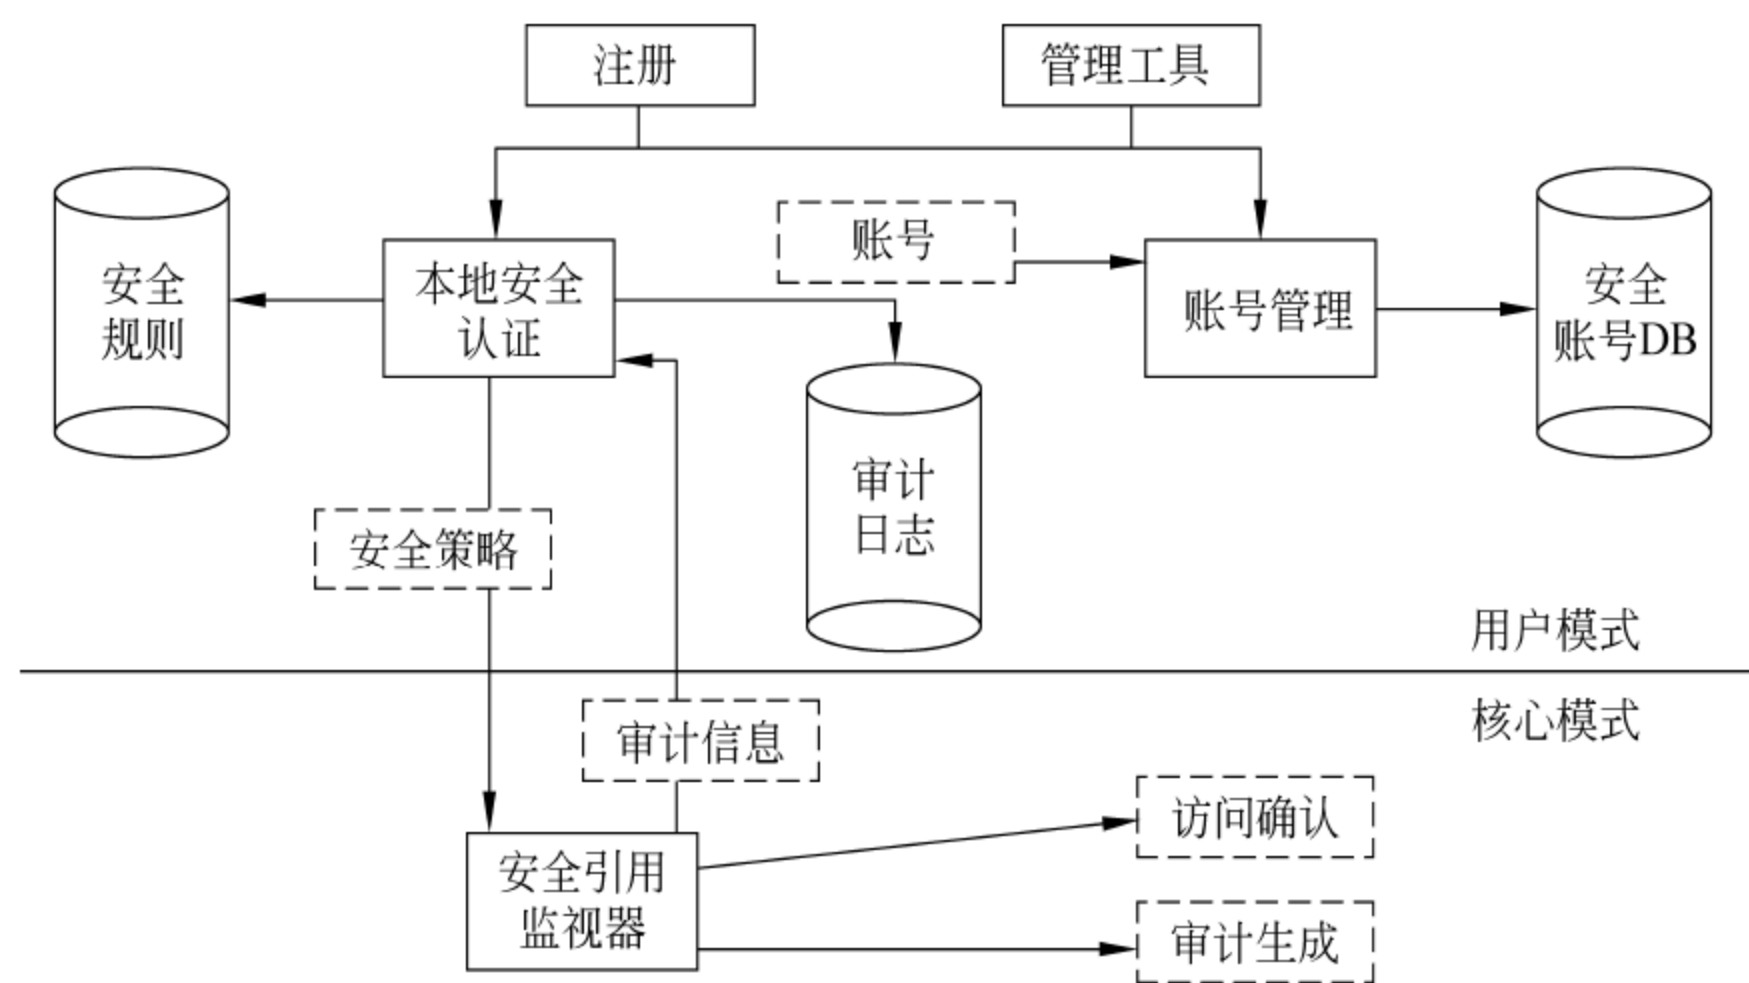 注册
管理工具
安全
规则
本地安全
认证
账号
账号管理
安全
账号DB
审计
日志
安全策略
用户模式
核心模式
审计信息
安全引用
监视器
访问确认
审计生成